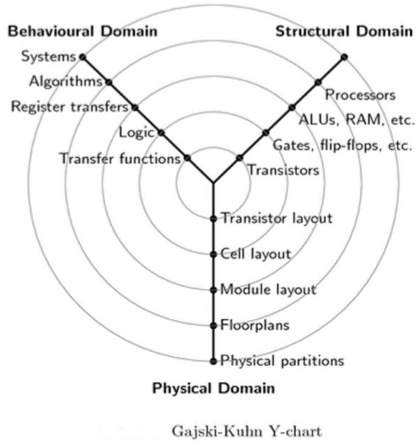 Behavioural Domain
Structural Domain
Systems
Algorithms
Processors
Register transfers
ALUs, RAM, etc.
Logic
Gates, flip-flops, etc.
Transfer functions
Transistors
Transistor layout
Cell layout
Module layout
Floorplans
Physical partitions
Physical Domain
Gajski-Kuhn Y-chart